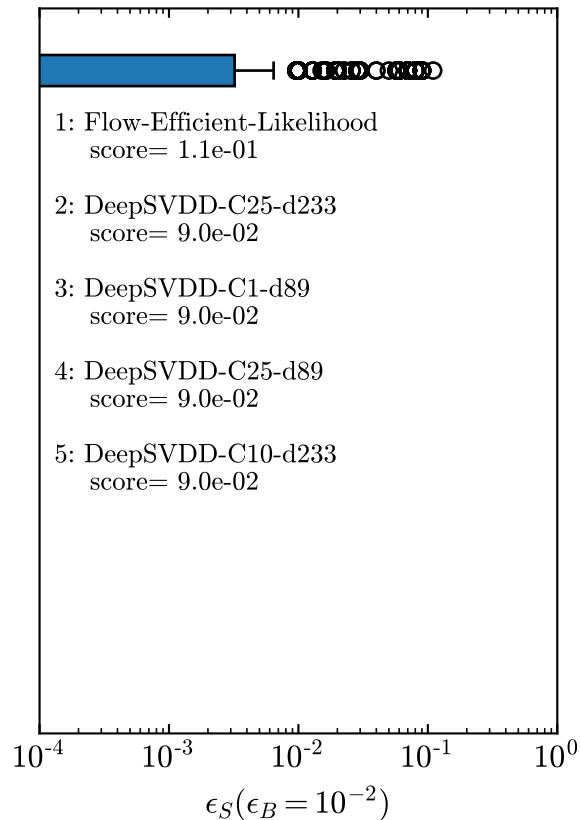 1: Flow-Efficient-Likelihood
score= 1.1e-01
2: DeepSVDD-C25-d233
score= 9.0e-02
3: DeepSVDD-C1-d89
score= 9.0e-02
4: DeepSVDD-C25-d89
score= 9.0e-02
5: DeepSVDD-C10-d233
score= 9.0e-02
10⁻⁴ 10⁻³ 10⁻² 10⁻¹ 10⁰
ϵ_S(ϵ_B = 10⁻²)